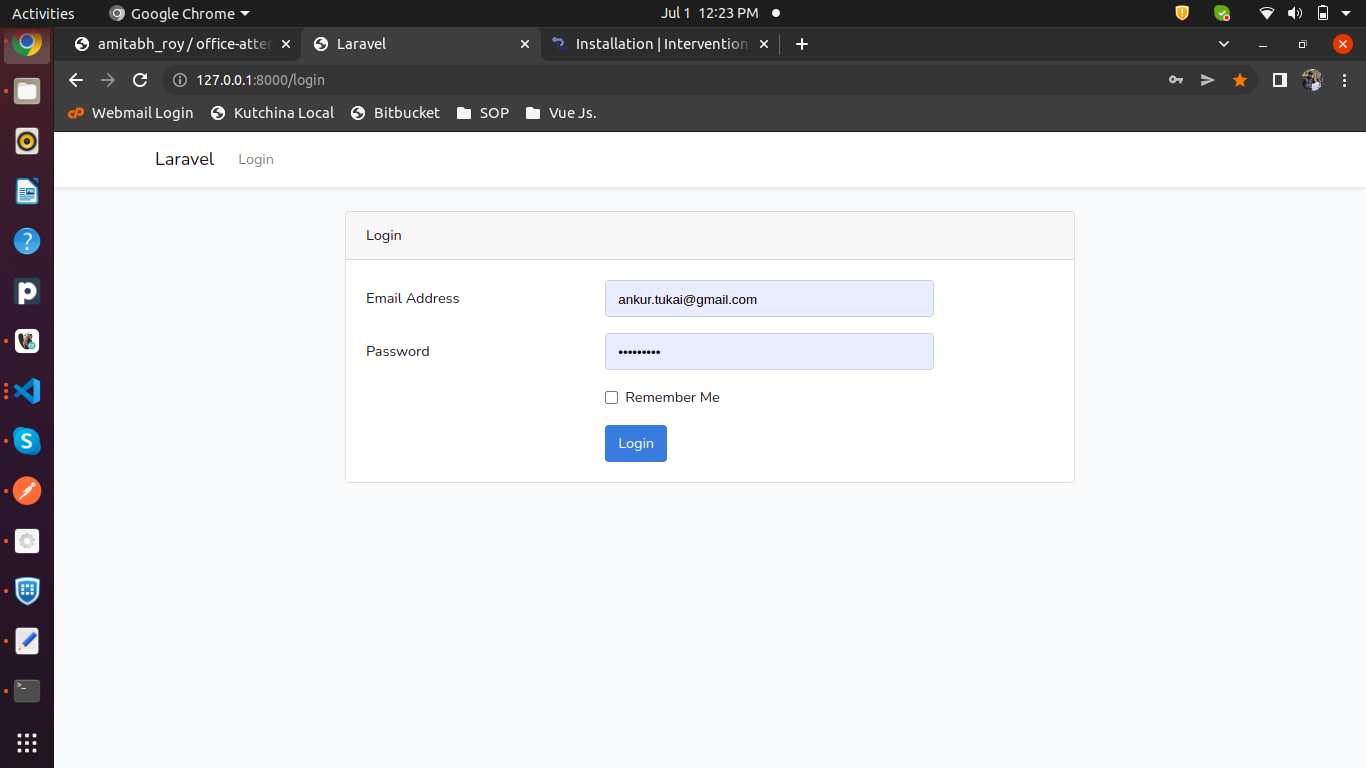 Activities Google Chrome Jul 1 12:23 PM
amitabh_roy / office-atter Laravel Installation | Intervention
127.0.0.1:8000/login
Webmail Login Kutchina Local Bitbucket SOP Vue Js.
Laravel Login
Login
Email Address ankur.tukai@gmail.com
Password •••••••••
Remember Me
Login